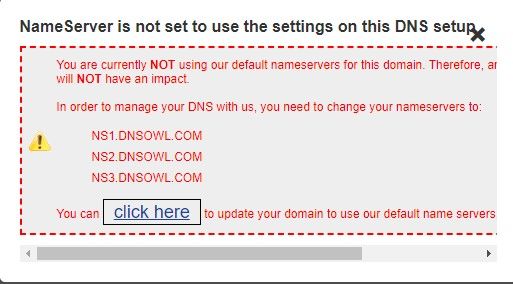 NameServer is not set to use the settings on this DNS setup
You are currently NOT using our default nameservers for this domain. Therefore,
will NOT have an impact.
In order to manage your DNS with us, you need to change your nameservers to:
NS1.DNSOWL.COM
NS2.DNSOWL.COM
NS3.DNSOWL.COM
You can click here to update your domain to use our default name servers